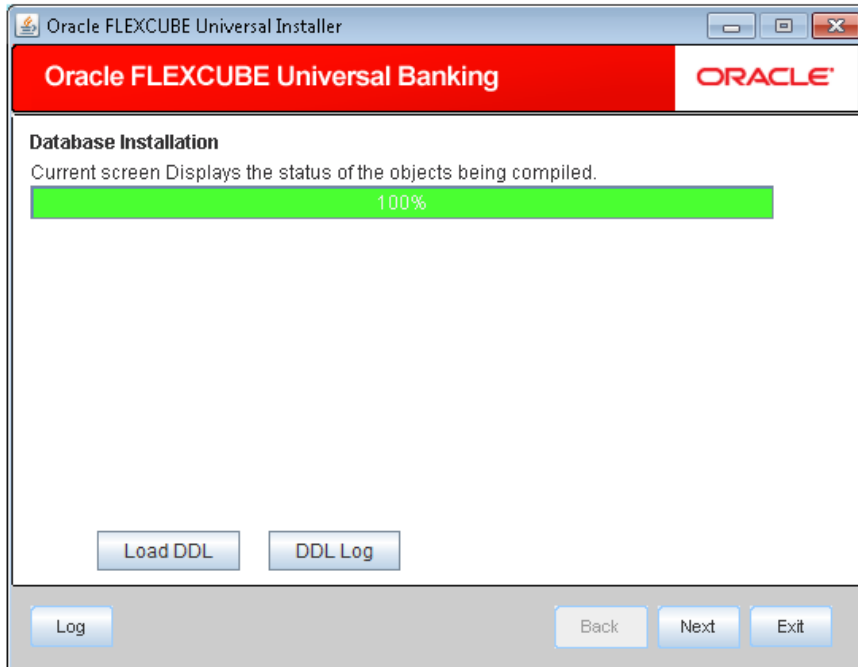 Oracle FLEXCUBE Universal Installer
Oracle FLEXCUBE Universal Banking
ORACLE
Database Installation
Current screen Displays the status of the objects being compiled.
100%
Load DDL DDL Log
Log Back Next Exit